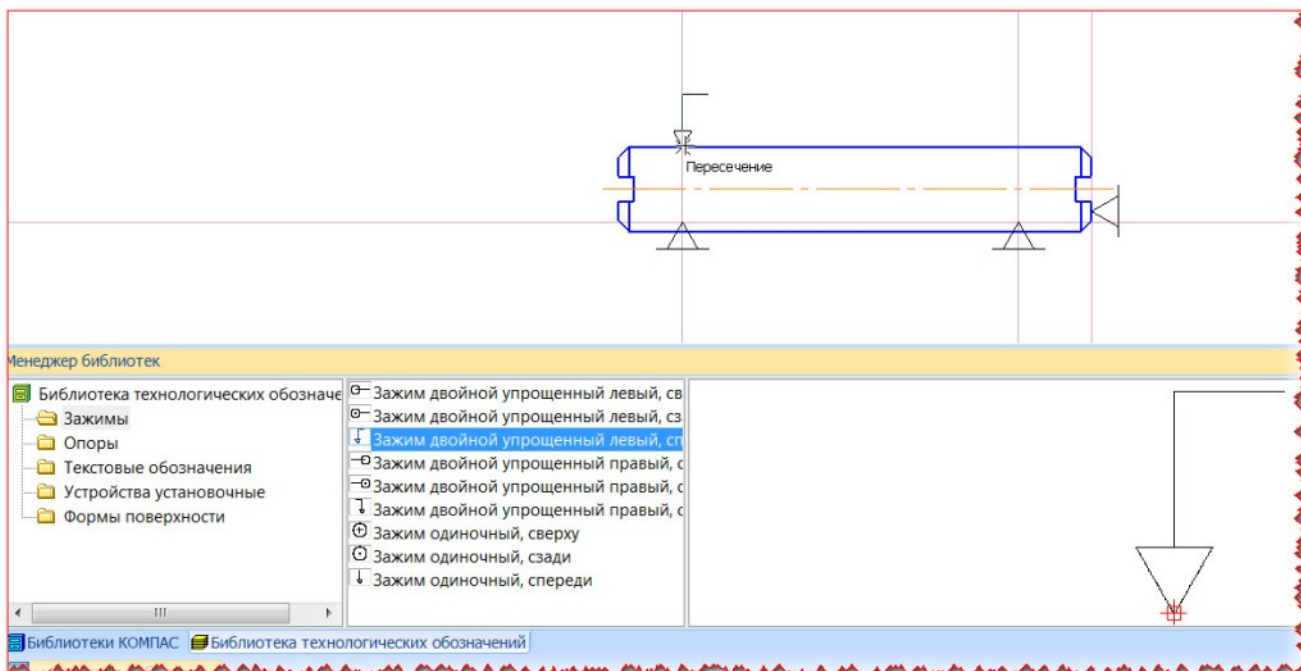 Пересечение
Менеджер библиотек
Библиотека технологических обозначе
Зажимы
Опоры
Текстовые обозначения
Устройства установочные
Формы поверхности
Зажим двойной упрощенный левый, св
Зажим двойной упрощенный левый, сз
Зажим двойной упрощенный левый, сп
Зажим двойной упрощенный правый, с
Зажим двойной упрощенный правый, с
Зажим двойной упрощенный правый, с
Зажим одиночный, сверху
Зажим одиночный, сзади
Зажим одиночный, спереди
Библиотеки КОМПАС
Библиотека технологических обозначений